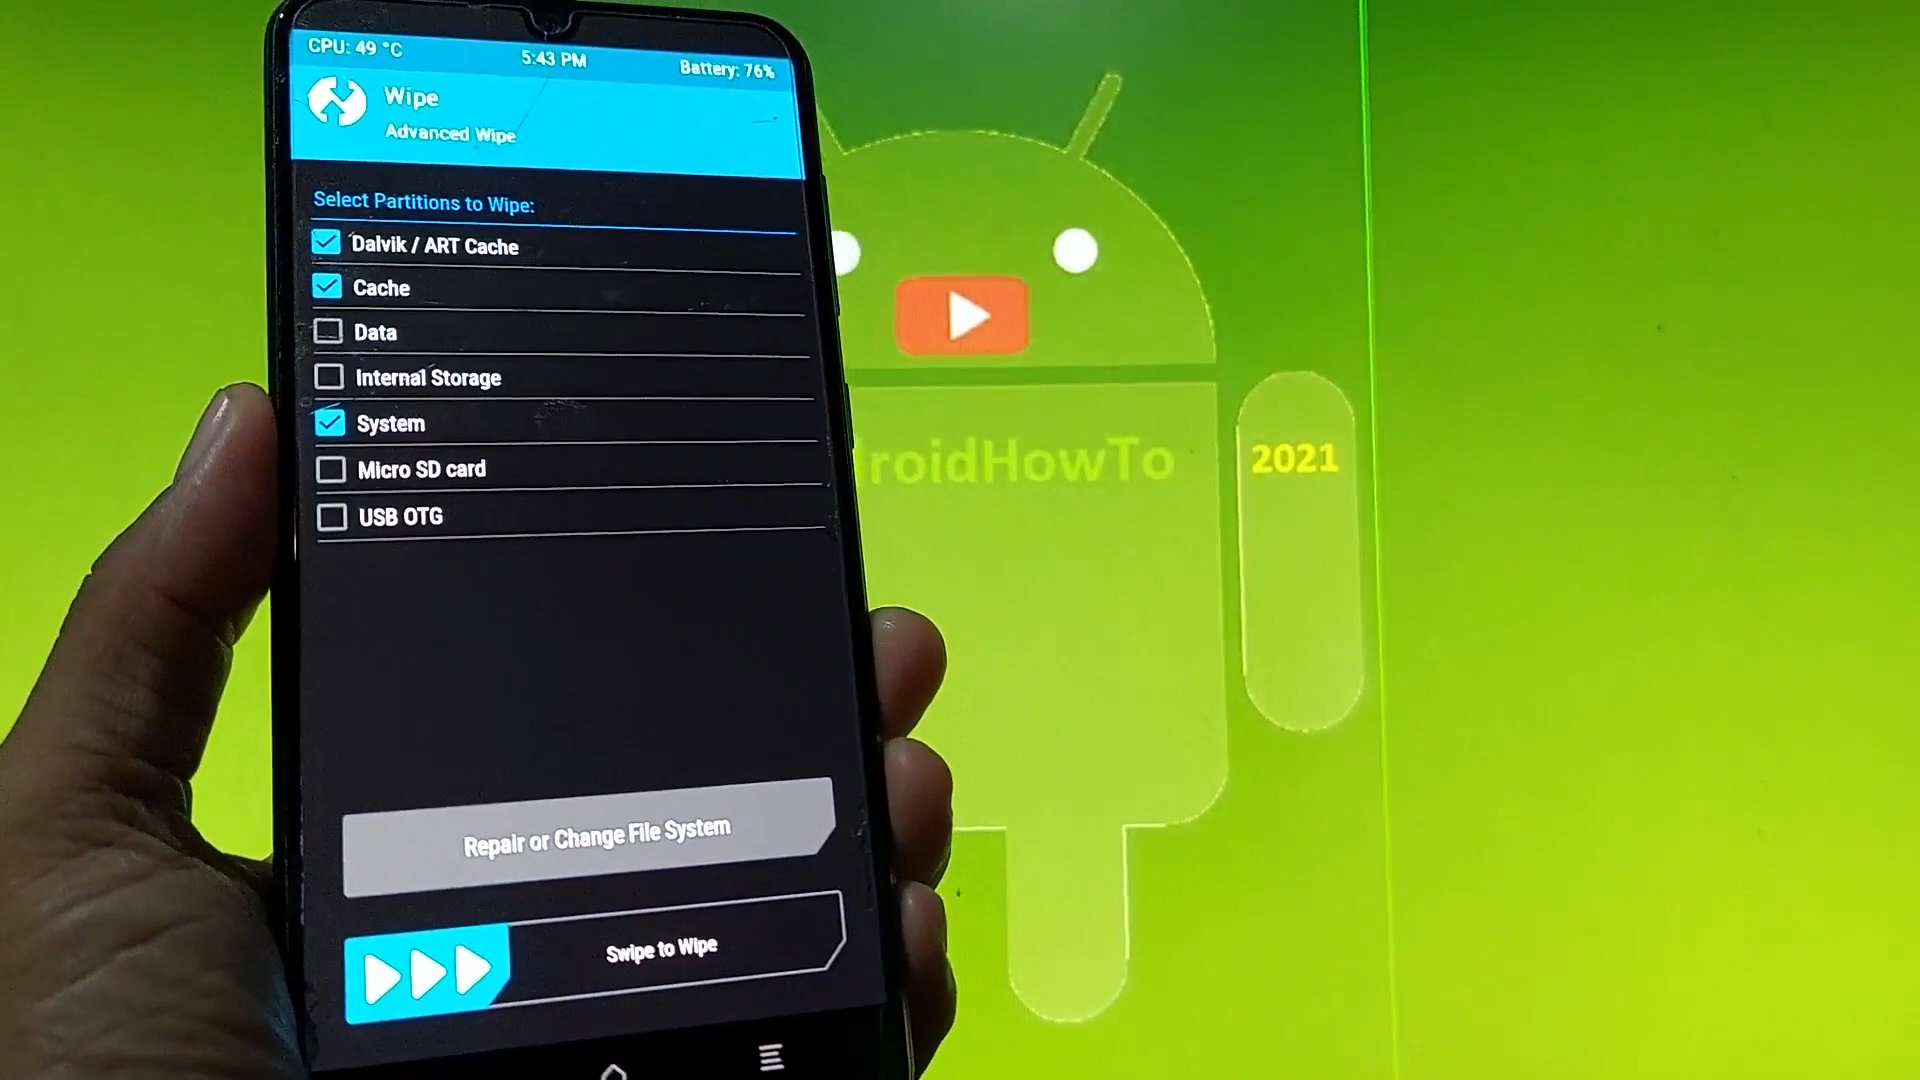 CPU: 49 °C
5:43 PM
Battery: 76%
Wipe
Advanced Wipe
Select Partitions to Wipe:
Dalvik / ART Cache
Cache
Data
Internal Storage
System
Micro SD card
USB OTG
Repair or Change File System
Swipe to Wipe
roidHowTo
2021